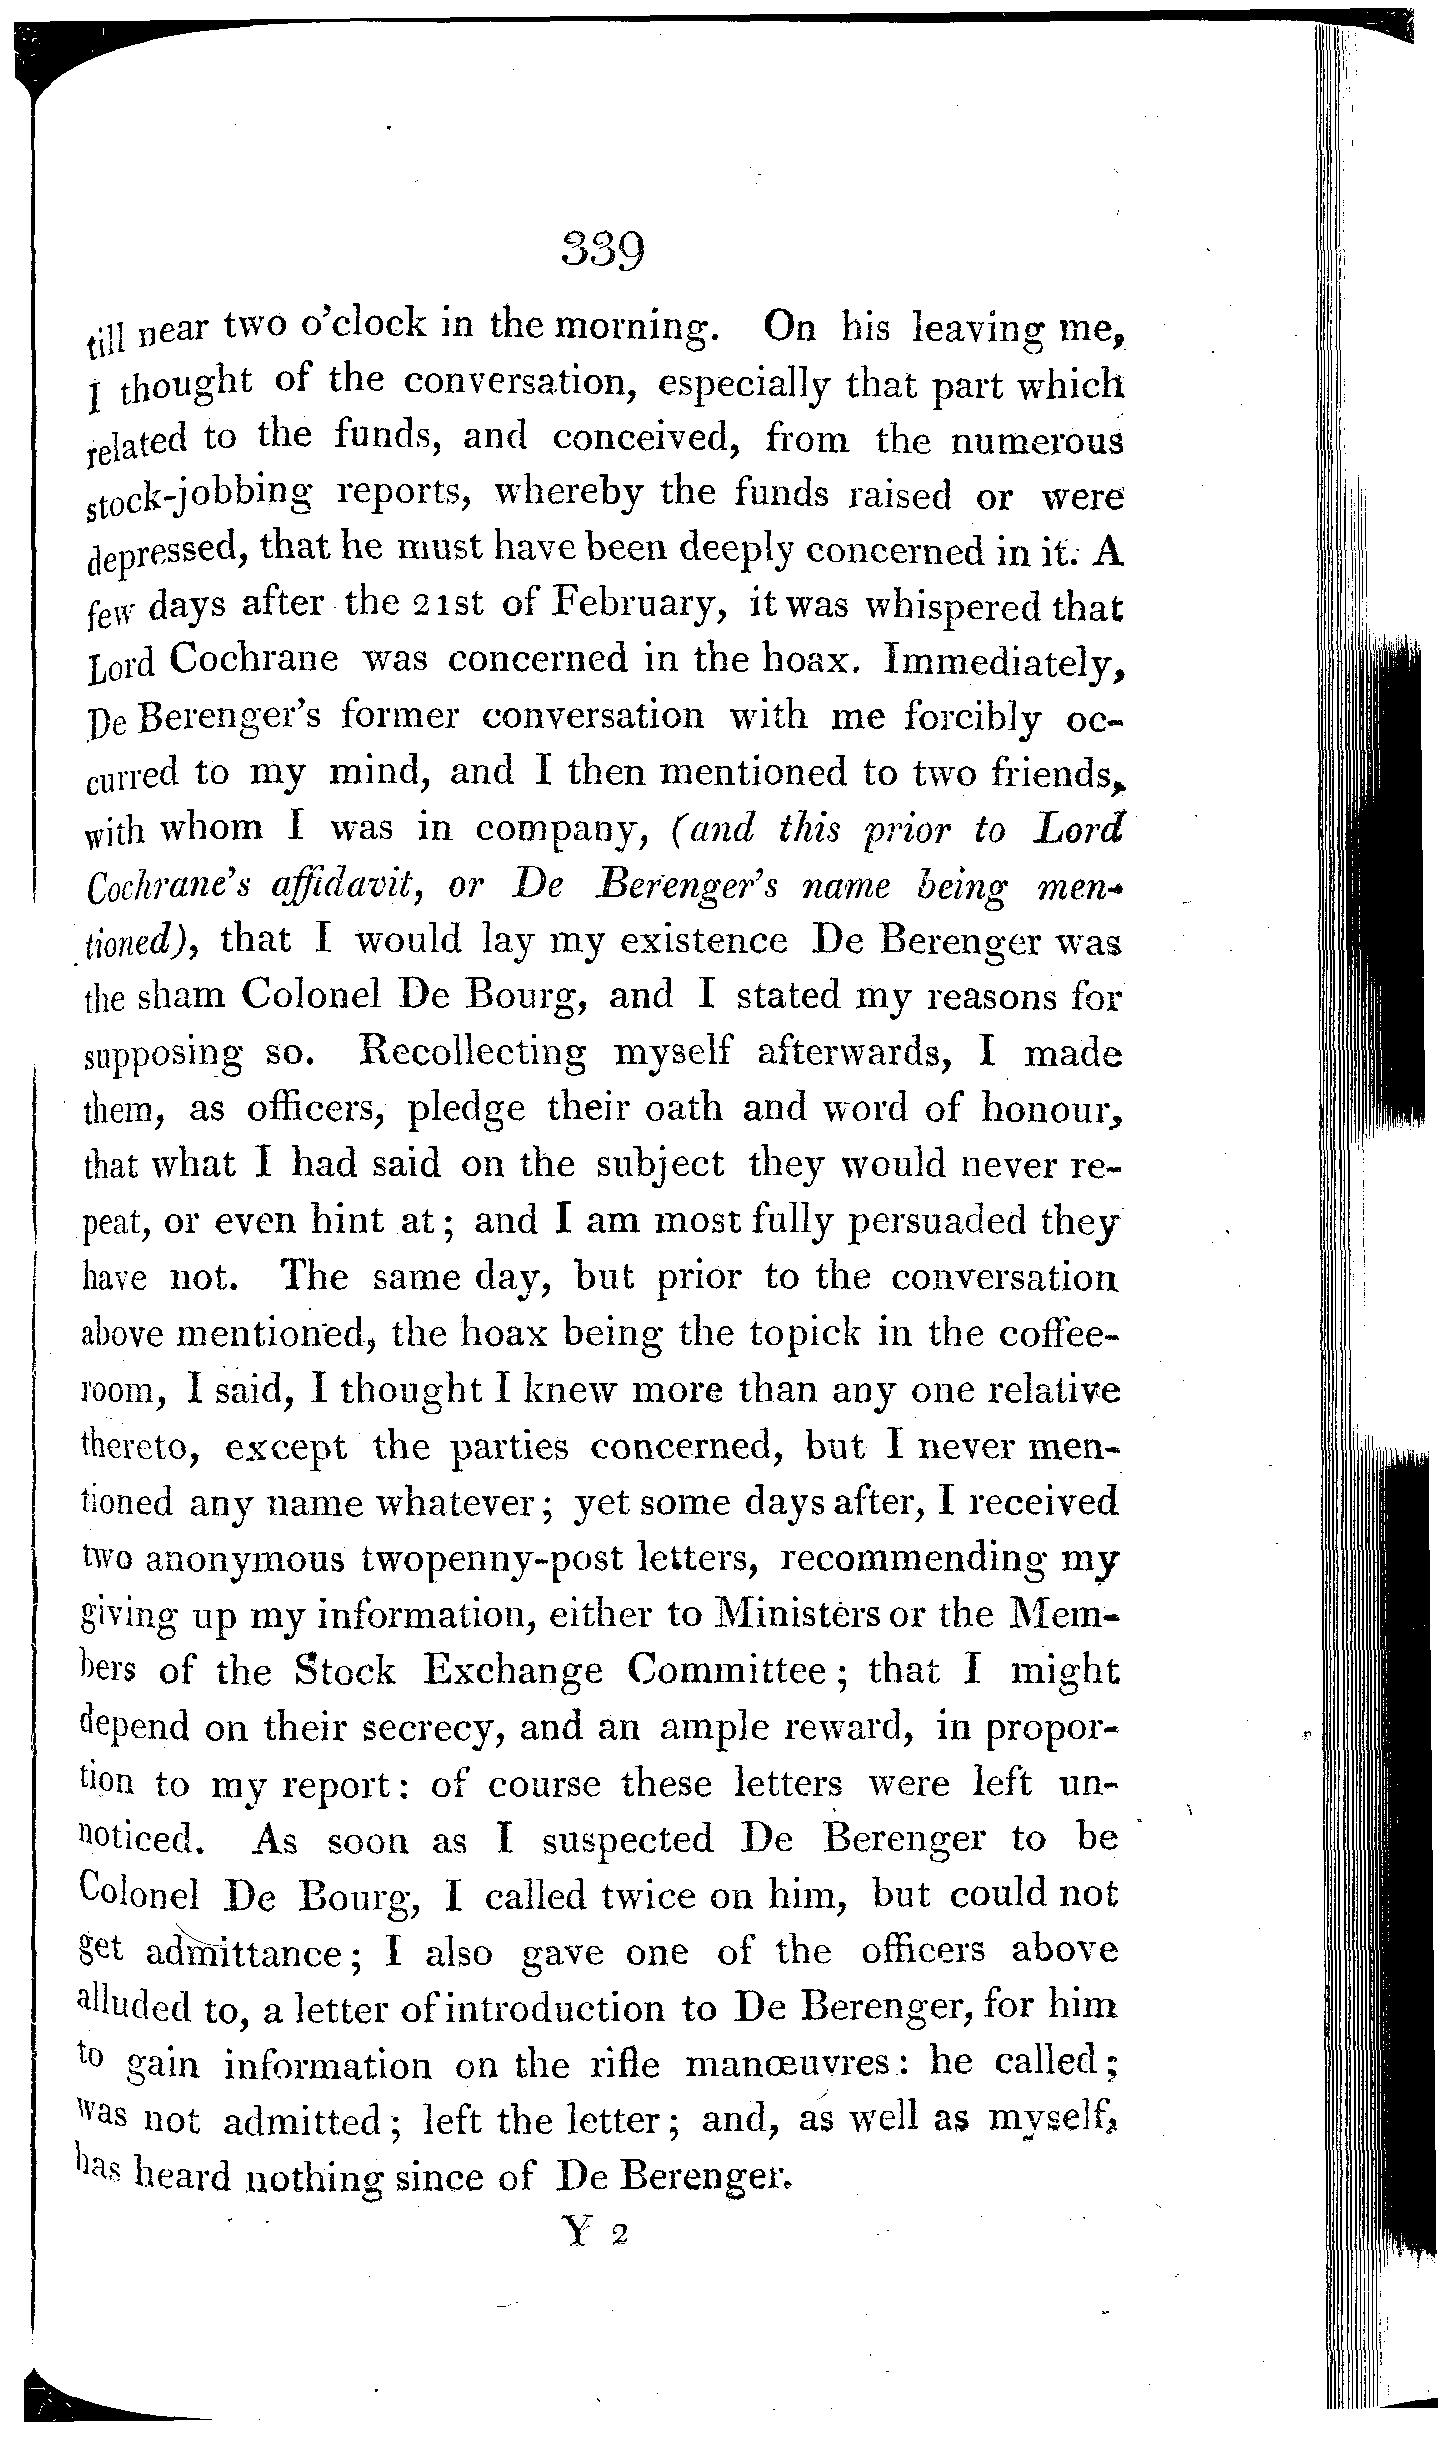 339
till near two o'clock in the morning. On his leaving me,
I thought of the conversation, especially that part which
related to the funds, and conceived, from the numerous
stock-jobbing reports, whereby the funds raised or were
depressed, that he must have been deeply concerned in it. A
few days after the 21st of February, it was whispered that
Lord Cochrane was concerned in the hoax. Immediately,
De Berenger's former conversation with me forcibly oc-
curred to my mind, and I then mentioned to two friends,
with whom I was in company, (and this prior to Lord
Cochrane's affidavit, or De Berenger's name being men-
tioned), that I would lay my existence De Berenger was
the sham Colonel De Bourg, and I stated my reasons for
supposing so. Recollecting myself afterwards, I made
them, as officers, pledge their oath and word of honour,
that what I had said on the subject they would never re-
peat, or even hint at; and I am most fully persuaded they
have not. The same day, but prior to the conversation
above mentioned, the hoax being the topick in the coffee-
room, I said, I thought I knew more than any one relative
thereto, except the parties concerned, but I never men-
tioned any name whatever; yet some days after, I received
two anonymous twopenny-post letters, recommending my
giving up my information, either to Ministers or the Mem-
bers of the Stock Exchange Committee; that I might
depend on their secrecy, and an ample reward, in propor-
tion to my report: of course these letters were left un-
noticed. As soon as I suspected De Berenger to be
Colonel De Bourg, I called twice on him, but could not
get admittance; I also gave one of the officers above
alluded to, a letter of introduction to De Berenger, for him
to gain information on the rifle manœuvres: he called;
was not admitted; left the letter; and, as well as myself,
has heard nothing since of De Berenger.
Y 2